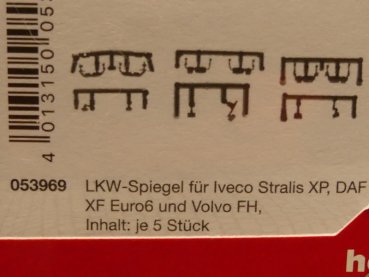 4 013150 05
053969 LKW-Spiegel für Iveco Stralis XP, DAF
XF Euro6 und Volvo FH,
Inhalt: je 5 Stück